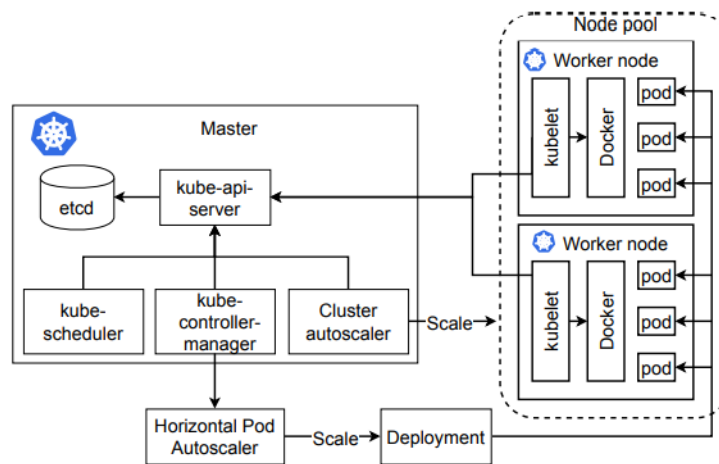 Node pool
Worker node
kubelet
Docker
pod
pod
pod
Master
etcd
kube-api-
server
Worker node
kubelet
Docker
pod
pod
pod
kube-
scheduler
kube-
controller-
manager
Cluster
autoscaler
Scale
Horizontal Pod
Autoscaler
Scale
Deployment